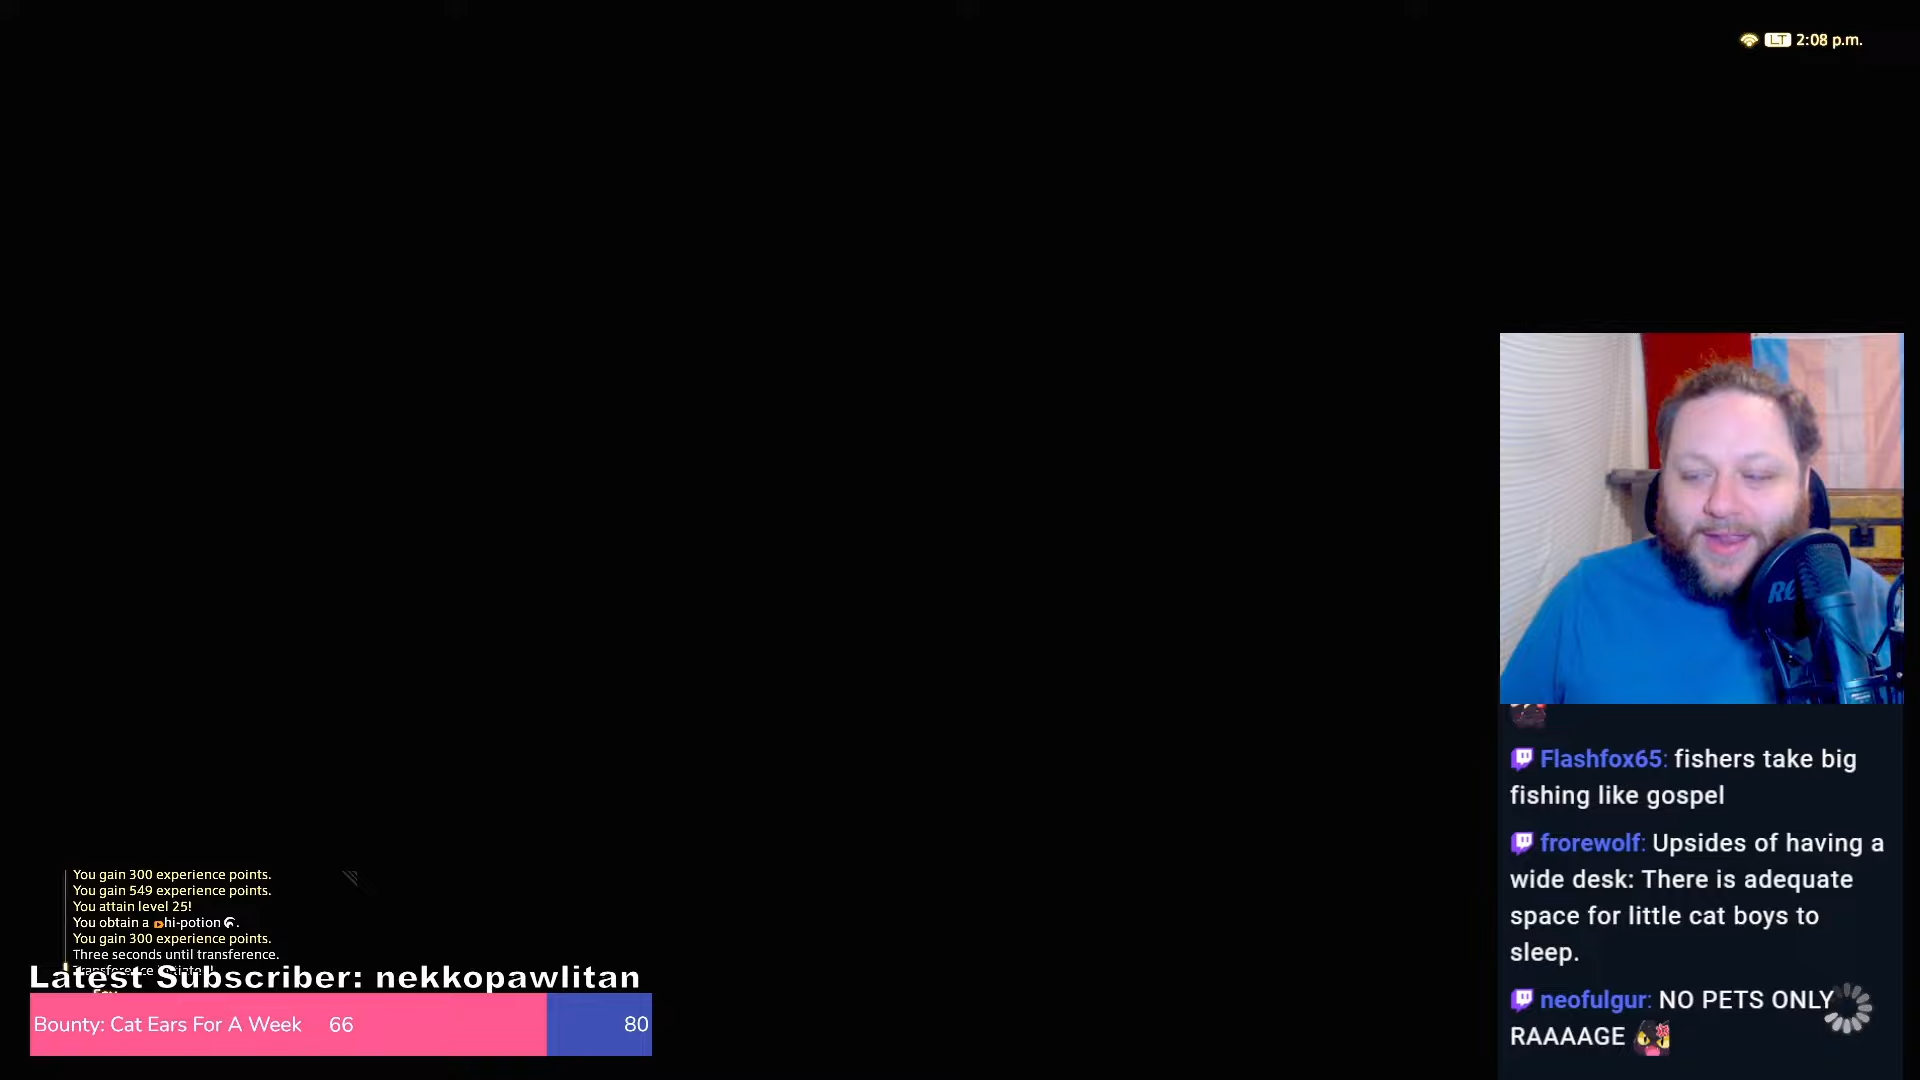 LT 2:08 p.m.
Flashfox65: fishers take big
fishing like gospel
frorewolf: Upsides of having a
wide desk: There is adequate
space for little cat boys to
sleep.
neofulgur: NO PETS ONLY
RAAAAGE
You gain 300 experience points.
You gain 549 experience points.
You attain level 25!
You obtain a hi-potion.
You gain 300 experience points.
Three seconds until transference.
Latest Subscriber: nekkopawlitan
Bounty: Cat Ears For A Week 66 80